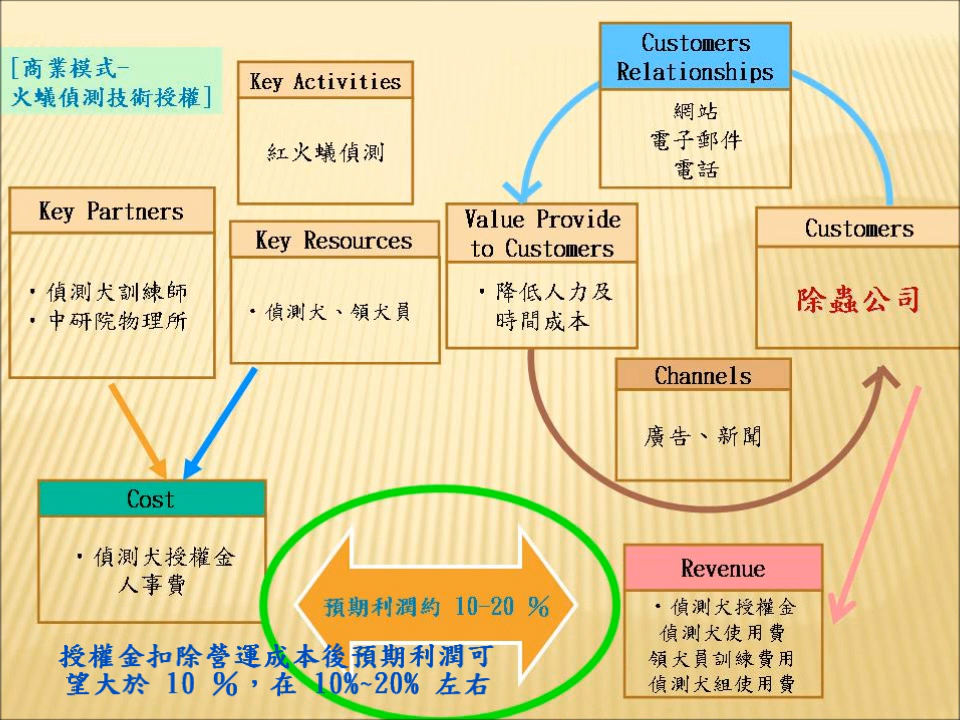 [商業模式-
火蟻偵測技術授權]
Key Activities
紅火蟻偵測
Customers
Relationships
網站
電子郵件
電話
Key Partners
・偵測犬訓練師
・中研院物理所
Key Resources
・偵測犬、領犬員
Value Provide
to Customers
・降低人力及
時間成本
Customers
除蟲公司
Channels
廣告、新聞
Cost
・偵測犬授權金
人事費
預期利潤約 10-20 %
Revenue
・偵測犬授權金
偵測犬使用費
領犬員訓練費用
偵測犬組使用費
授權金扣除營運成本後預期利潤可
望大於 10 %，在 10%~20% 左右